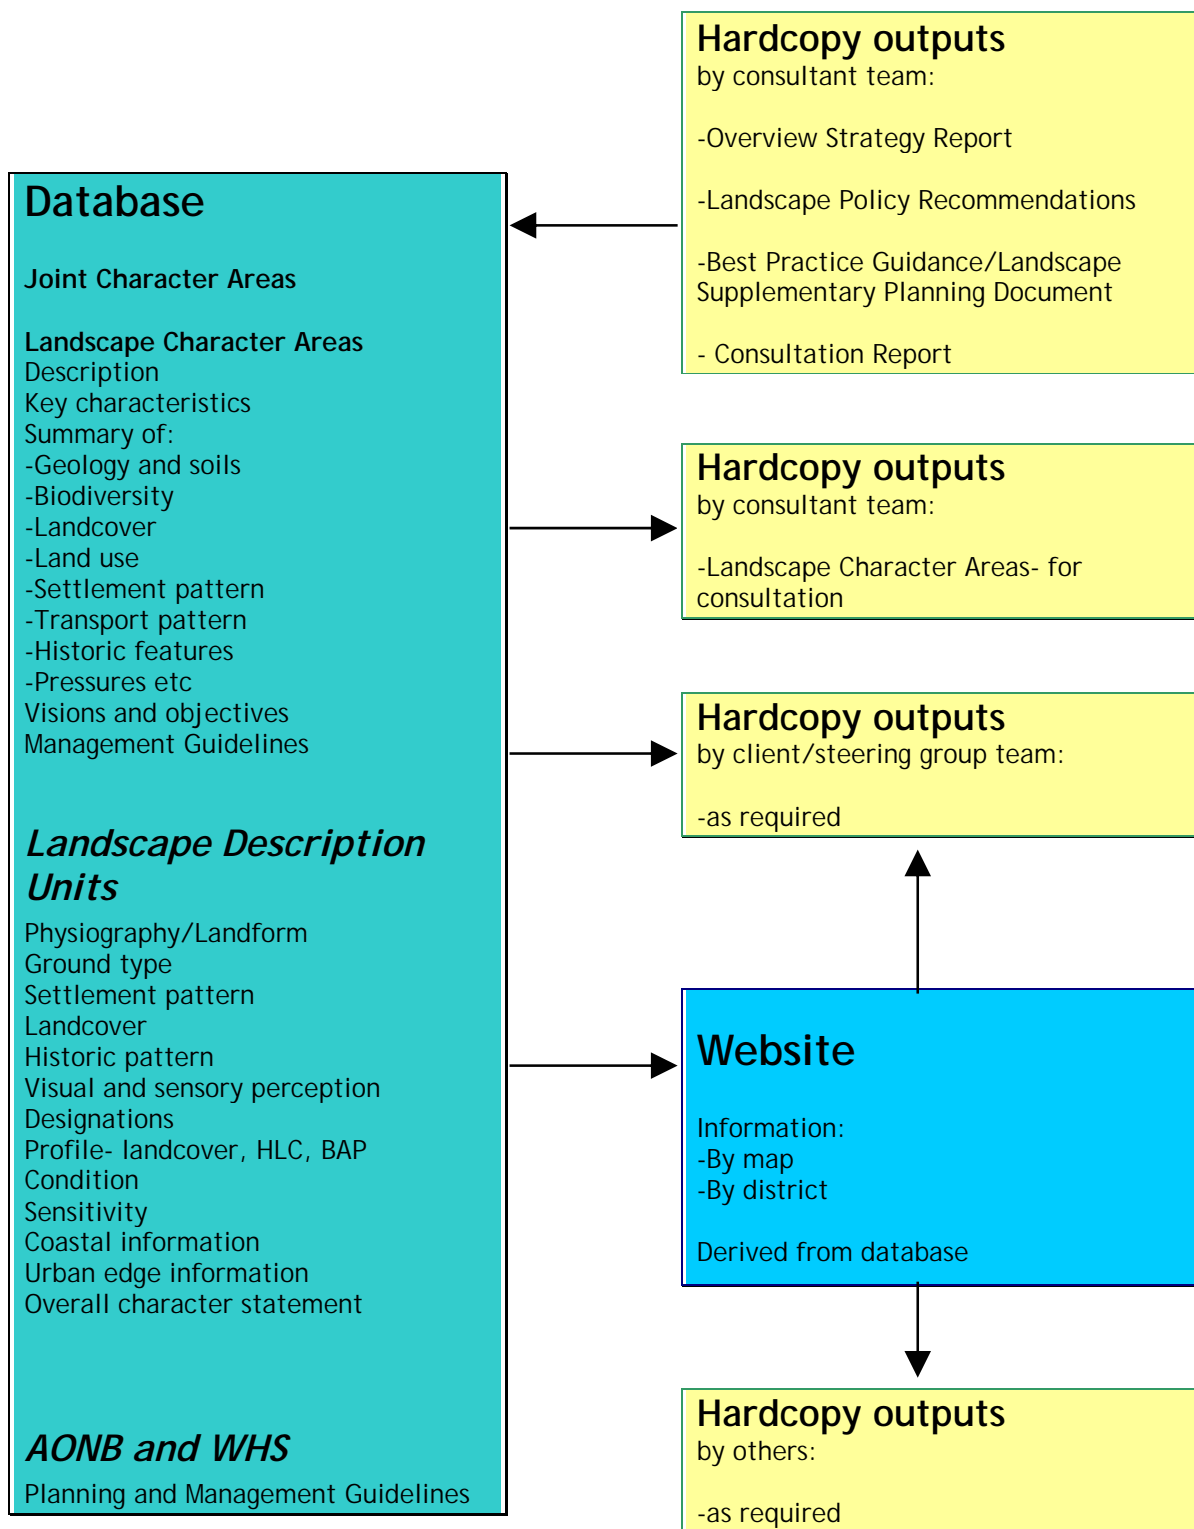 Database
Joint Character Areas
Landscape Character Areas
Description
Key characteristics
Summary of:
-Geology and soils
-Biodiversity
-Landcover
-Land use
-Settlement pattern
-Transport pattern
-Historic features
-Pressures etc
Visions and objectives
Management Guidelines
Landscape Description
Units
Physiography/Landform
Ground type
Settlement pattern
Landcover
Historic pattern
Visual and sensory perception
Designations
Profile- landcover, HLC, BAP
Condition
Sensitivity
Coastal information
Urban edge information
Overall character statement
AONB and WHS
Planning and Management Guidelines
Hardcopy outputs
by consultant team:
-Overview Strategy Report
-Landscape Policy Recommendations
-Best Practice Guidance/Landscape
Supplementary Planning Document
- Consultation Report
Hardcopy outputs
by consultant team:
-Landscape Character Areas- for
consultation
Hardcopy outputs
by client/steering group team:
-as required
Website
Information:
-By map
-By district
Derived from database
Hardcopy outputs
by others:
-as required